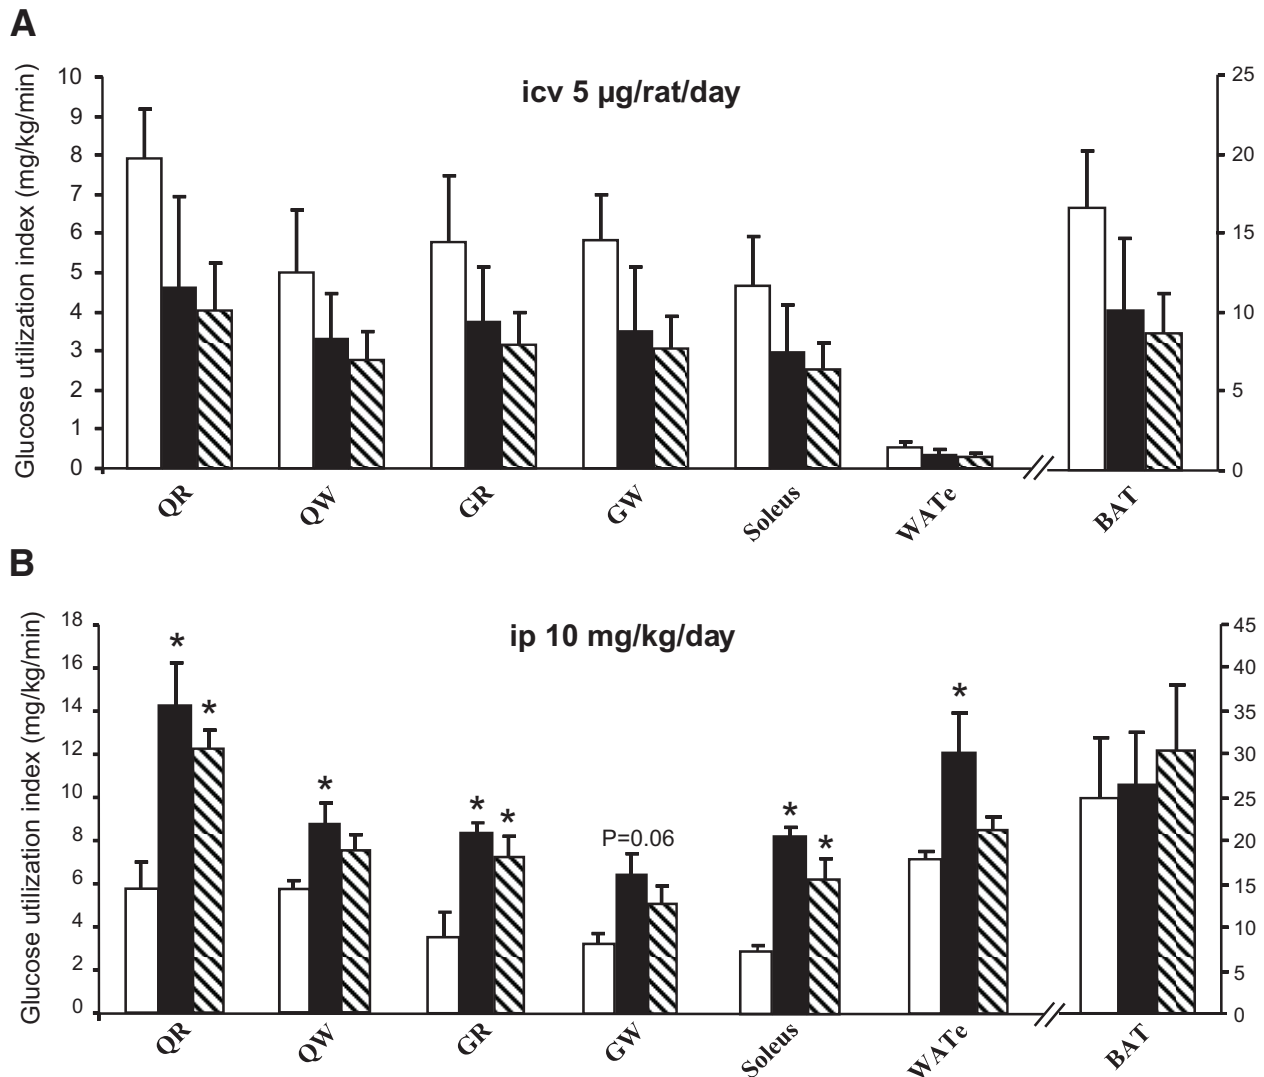 A
icv 5 µg/rat/day
Glucose utilization index (mg/kg/min)
10
9
8
7
6
5
4
3
2
1
0
25
20
15
10
5
0
QR
QW
GR
GW
Soleus
WATe
BAT
B
ip 10 mg/kg/day
Glucose utilization index (mg/kg/min)
18
16
14
12
10
8
6
4
2
0
45
40
35
30
25
20
15
10
5
0
*
*
*
*
*
P=0.06
*
*
*
QR
QW
GR
GW
Soleus
WATe
BAT